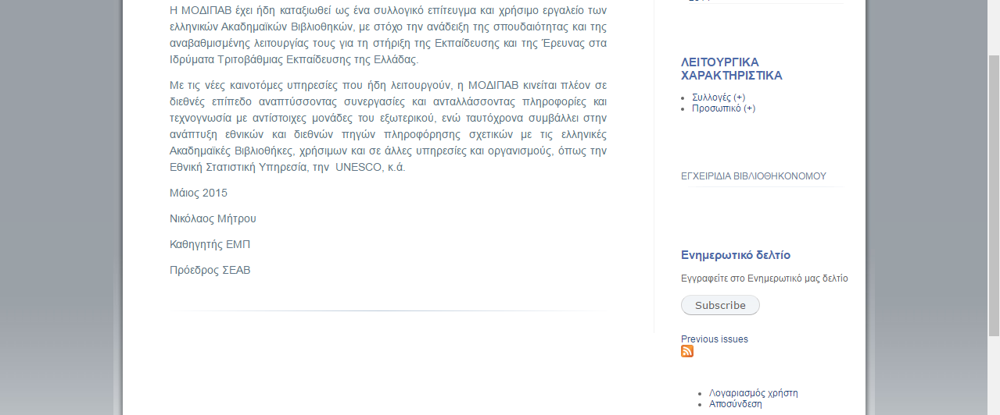 Η ΜΟΔΙΠΑΒ έχει ήδη καταξιωθεί ως ένα συλλογικό επίτευγμα και χρήσιμο εργαλείο των
ελληνικών Ακαδημαϊκών Βιβλιοθηκών, με στόχο την ανάδειξη της σπουδαιότητας και της
αναβαθμισμένης λειτουργίας τους για τη στήριξη της Εκπαίδευσης και της Έρευνας στα
Ιδρύματα Τριτοβάθμιας Εκπαίδευσης της Ελλάδας.
Με τις νέες καινοτόμες υπηρεσίες που ήδη λειτουργούν, η ΜΟΔΙΠΑΒ κινείται πλέον σε
διεθνές επίπεδο αναπτύσσοντας συνεργασίες και ανταλλάσσοντας πληροφορίες και
τεχνογνωσία με αντίστοιχες μονάδες του εξωτερικού, ενώ ταυτόχρονα συμβάλλει στην
ανάπτυξη εθνικών και διεθνών πηγών πληροφόρησης σχετικών με τις ελληνικές
Ακαδημαϊκές Βιβλιοθήκες, χρήσιμων και σε άλλες υπηρεσίες και οργανισμούς, όπως την
Εθνική Στατιστική Υπηρεσία, την UNESCO, κ.ά.
Μάιος 2015
Νικόλαος Μήτρου
Καθηγητής ΕΜΠ
Πρόεδρος ΣΕΑΒ
ΛΕΙΤΟΥΡΓΙΚΑ
ΧΑΡΑΚΤΗΡΙΣΤΙΚΑ
Συλλογές (+)
Προσωπικό (+)
ΕΓΧΕΙΡΙΔΙΑ ΒΙΒΛΙΟΘΗΚΟΝΟΜΟΥ
Ενημερωτικό δελτίο
Εγγραφείτε στο Ενημερωτικό μας δελτίο
Subscribe
Previous issues
Λογαριασμός χρήστη
Αποσύνδεση